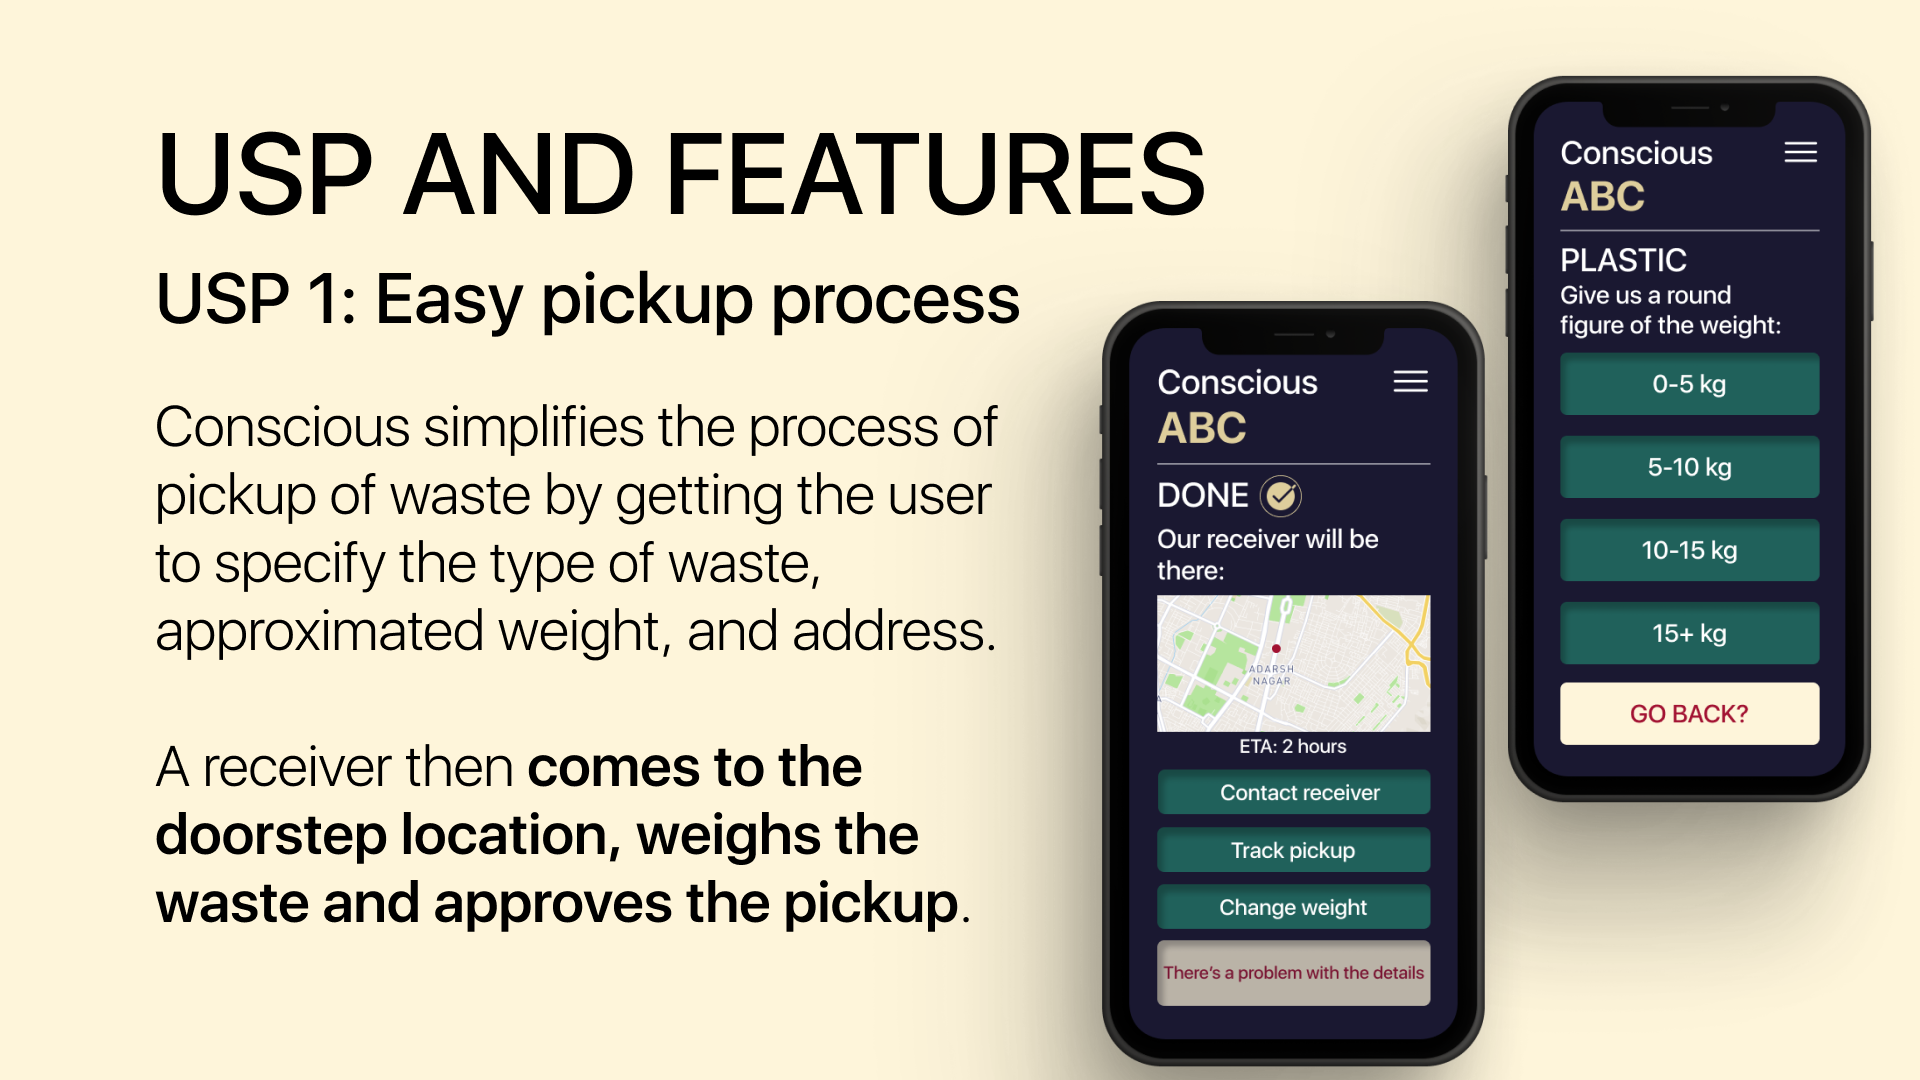 USP AND FEATURES
USP 1: Easy pickup process
Conscious simplifies the process of
pickup of waste by getting the user
to specify the type of waste,
approximated weight, and address.
A receiver then comes to the
doorstep location, weighs the
waste and approves the pickup.
Conscious
ABC
DONE
Our receiver will be
there:
ADARSH
NAGAR
ETA: 2 hours
Contact receiver
Track pickup
Change weight
There's a problem with the details
Conscious
ABC
PLASTIC
Give us a round
figure of the weight:
0-5 kg
5-10 kg
10-15 kg
15+ kg
GO BACK?